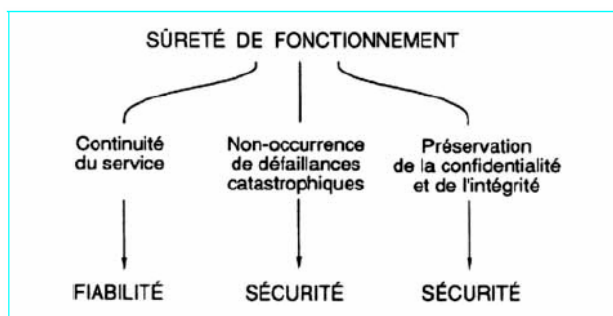 SÛRETÉ DE FONCTIONNEMENT
Continuité
du service
Non-occurrence
de défaillances
catastrophiques
Préservation
de la confidentialité
et de l'intégrité
FIABILITÉ
SÉCURITÉ
SÉCURITÉ